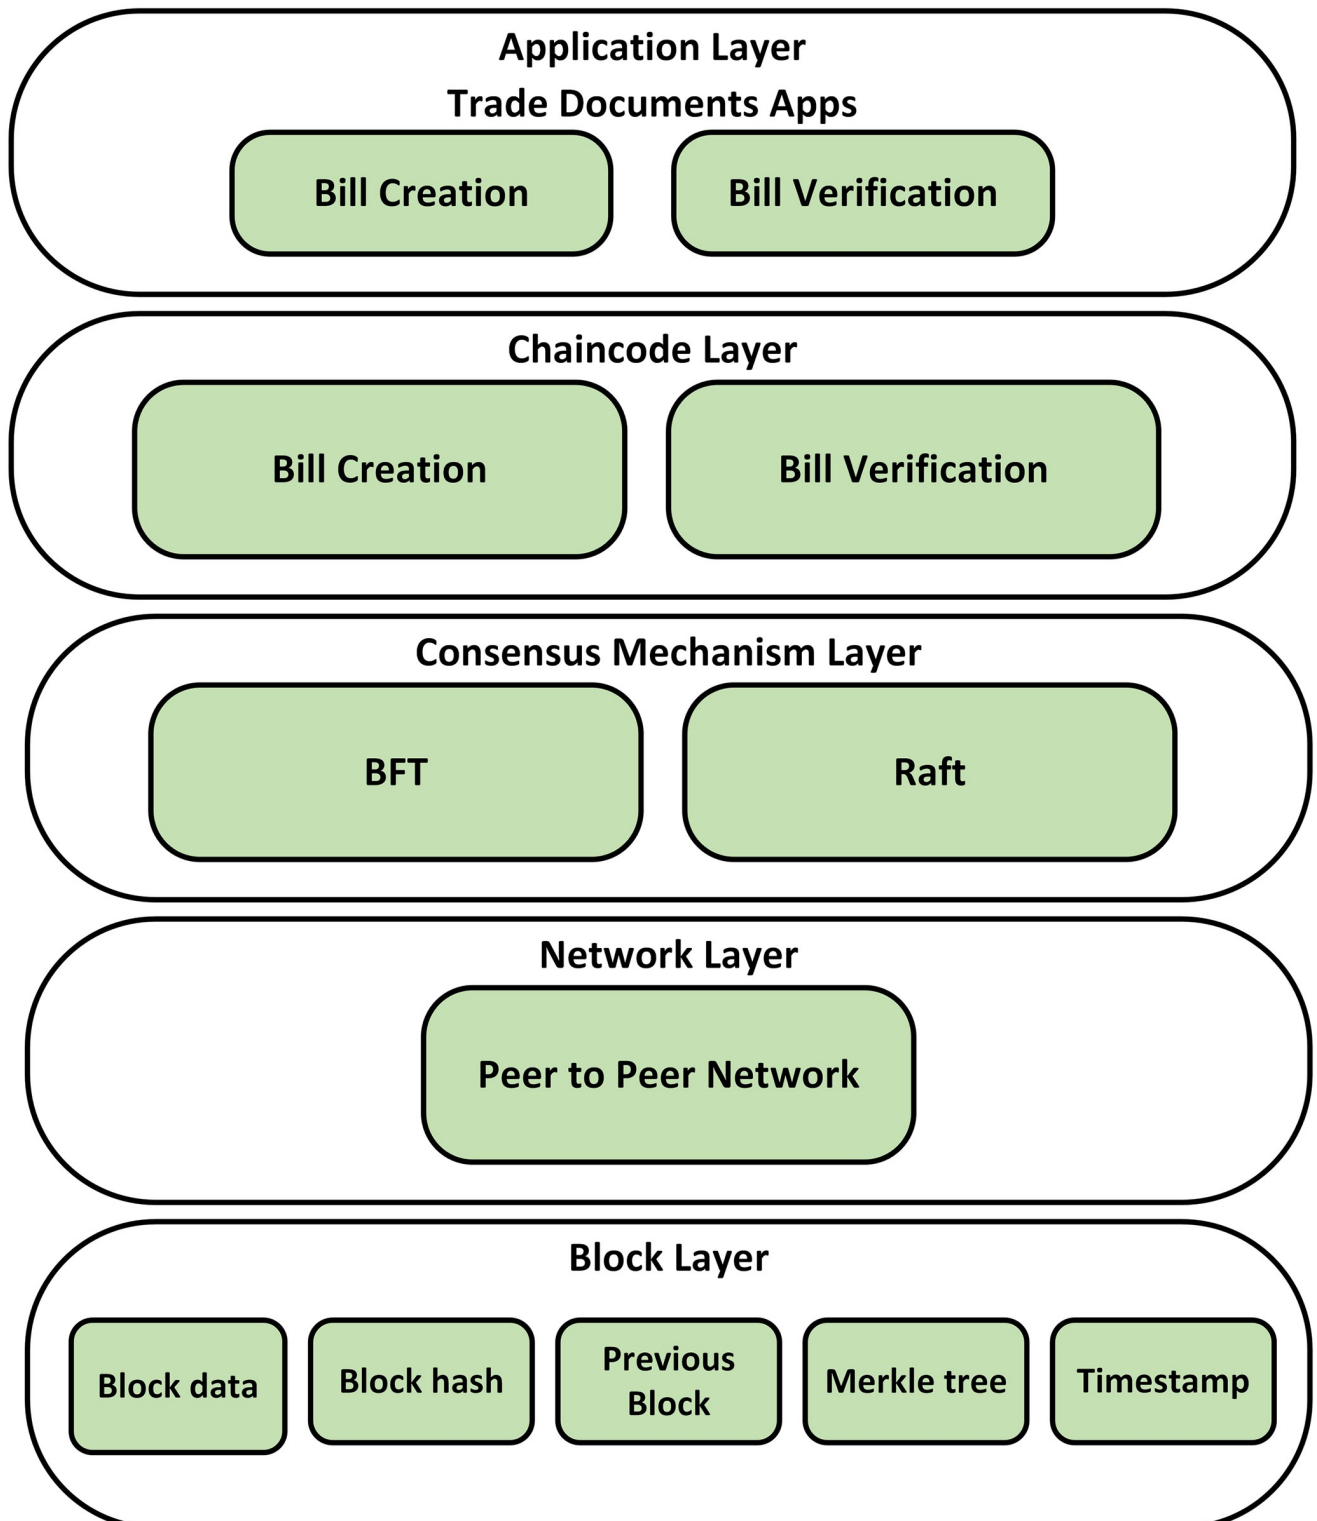 Application Layer
Trade Documents Apps
Bill Creation
Bill Verification
Chaincode Layer
Bill Creation
Bill Verification
Consensus Mechanism Layer
BFT
Raft
Network Layer
Peer to Peer Network
Block Layer
Block data
Block hash
Previous
Block
Merkle tree
Timestamp